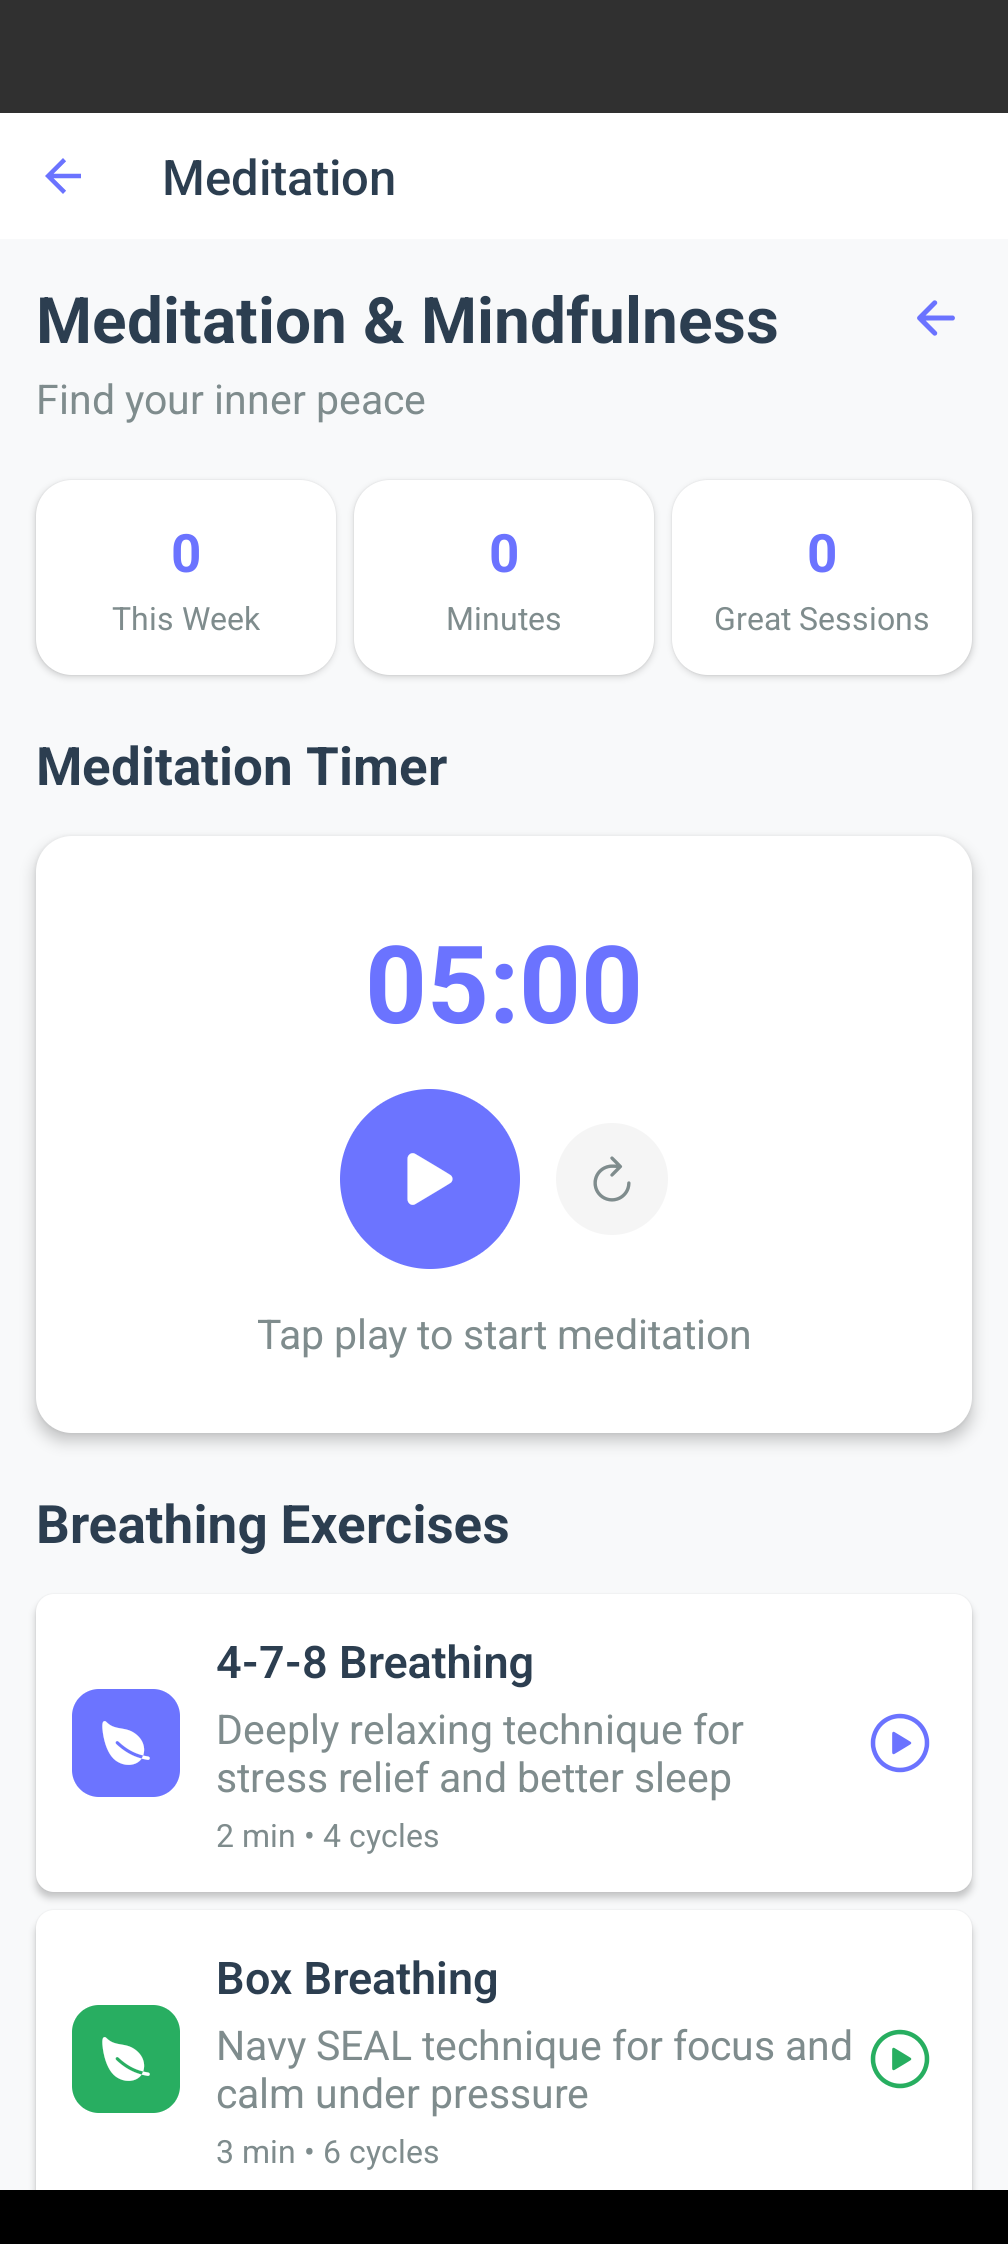 Meditation
Meditation & Mindfulness
Find your inner peace
0
This Week
0
Minutes
0
Great Sessions
Meditation Timer
05:00
Tap play to start meditation
Breathing Exercises
4-7-8 Breathing
Deeply relaxing technique for
stress relief and better sleep
2 min • 4 cycles
Box Breathing
Navy SEAL technique for focus and
calm under pressure
3 min • 6 cycles